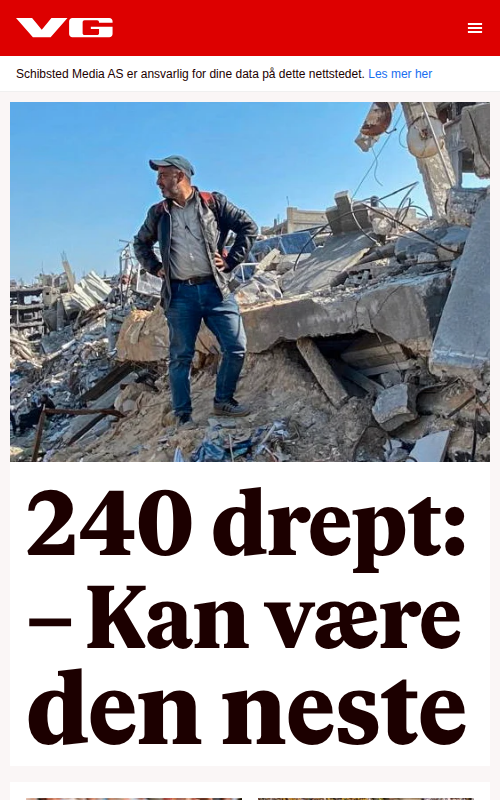 VG
Schibsted Media AS er ansvarlig for dine data på dette nettstedet. Les mer her
240 drept:
– Kan være
den neste